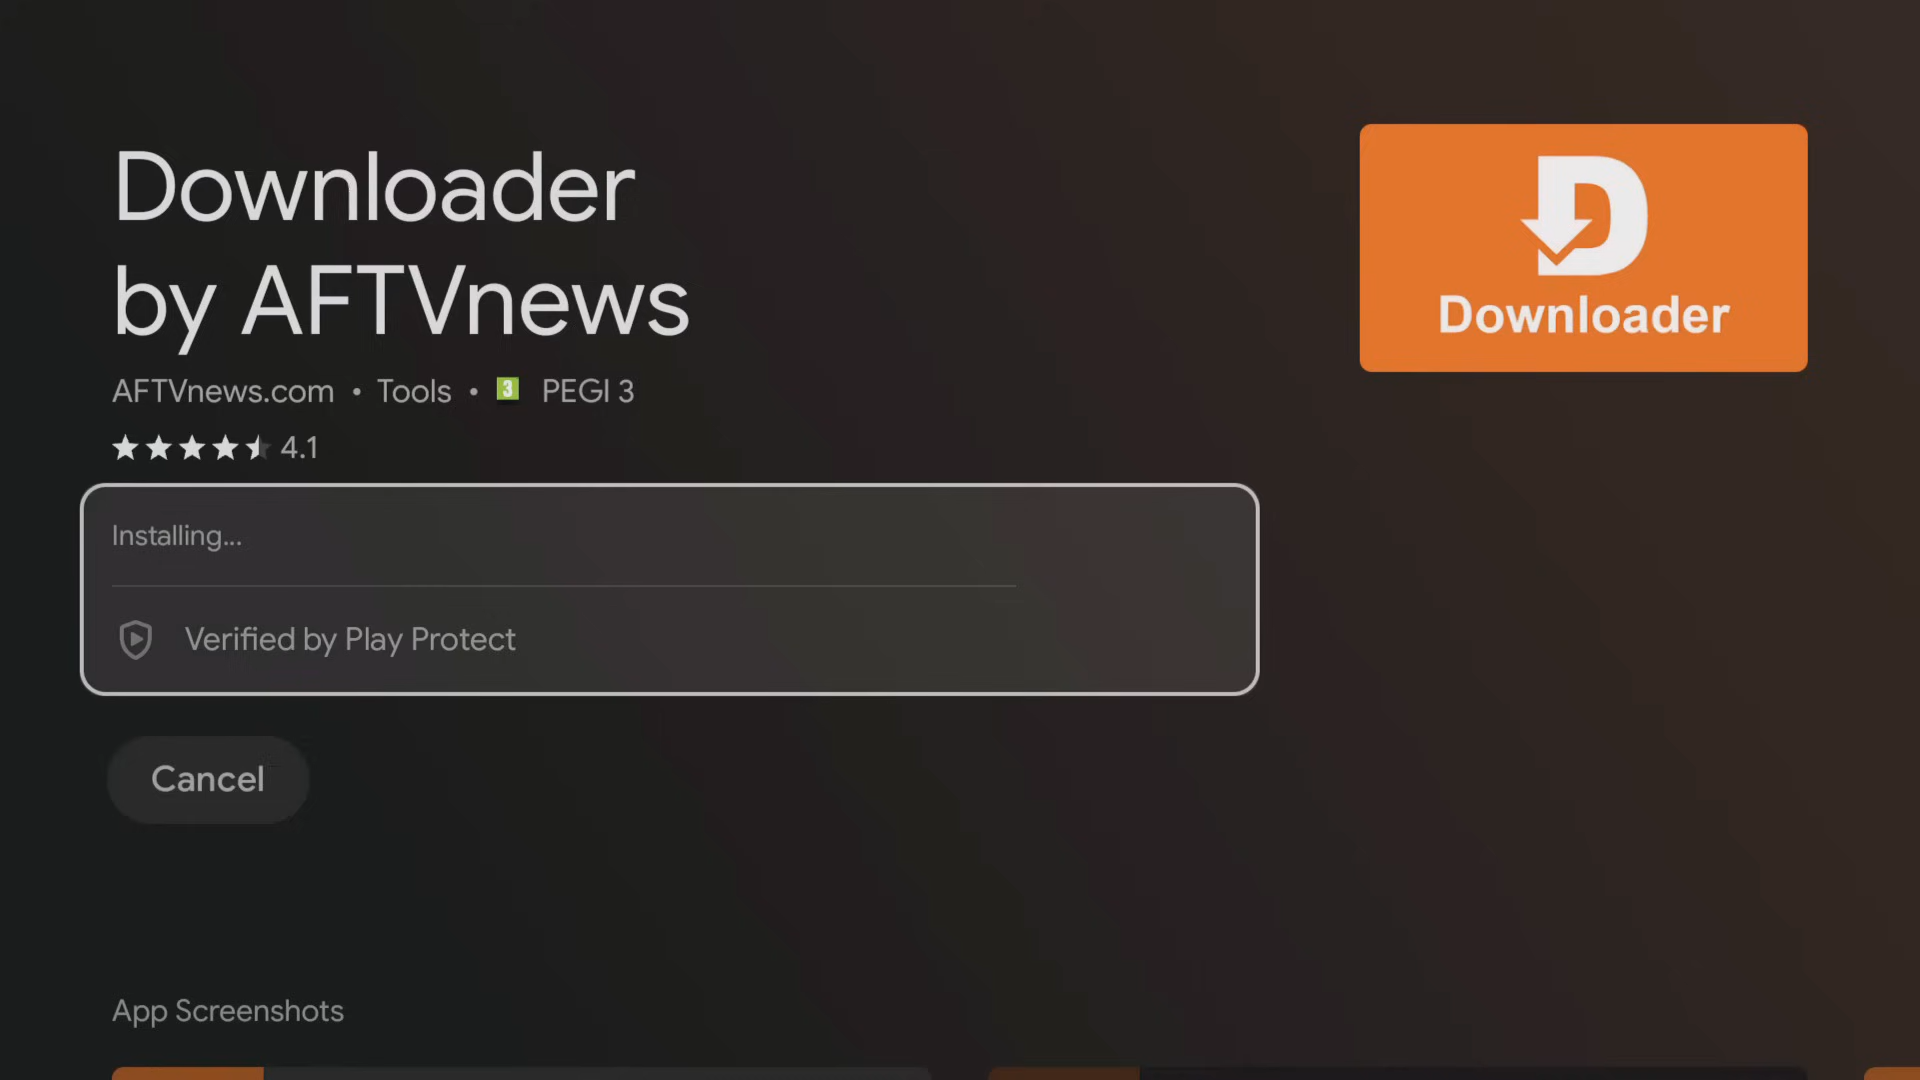 Downloader
by AFTVnews
AFTVnews.com • Tools • 3 PEGI 3
4.1
Installing...
Verified by Play Protect
Cancel
App Screenshots
D
Downloader